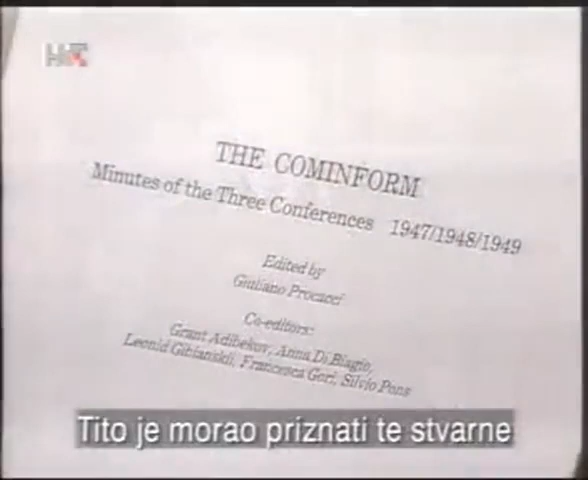 HRT
THE COMINFORM
Minutes of the Three Conferences 1947/1948/1949
Edited by
Giuliano Procacci
Co-editors:
Grant Adibekov, Anna Di Biagio,
Leonid Gibianskii, Francesca Gori, Silvio Pons
Tito je morao priznati te stvarne